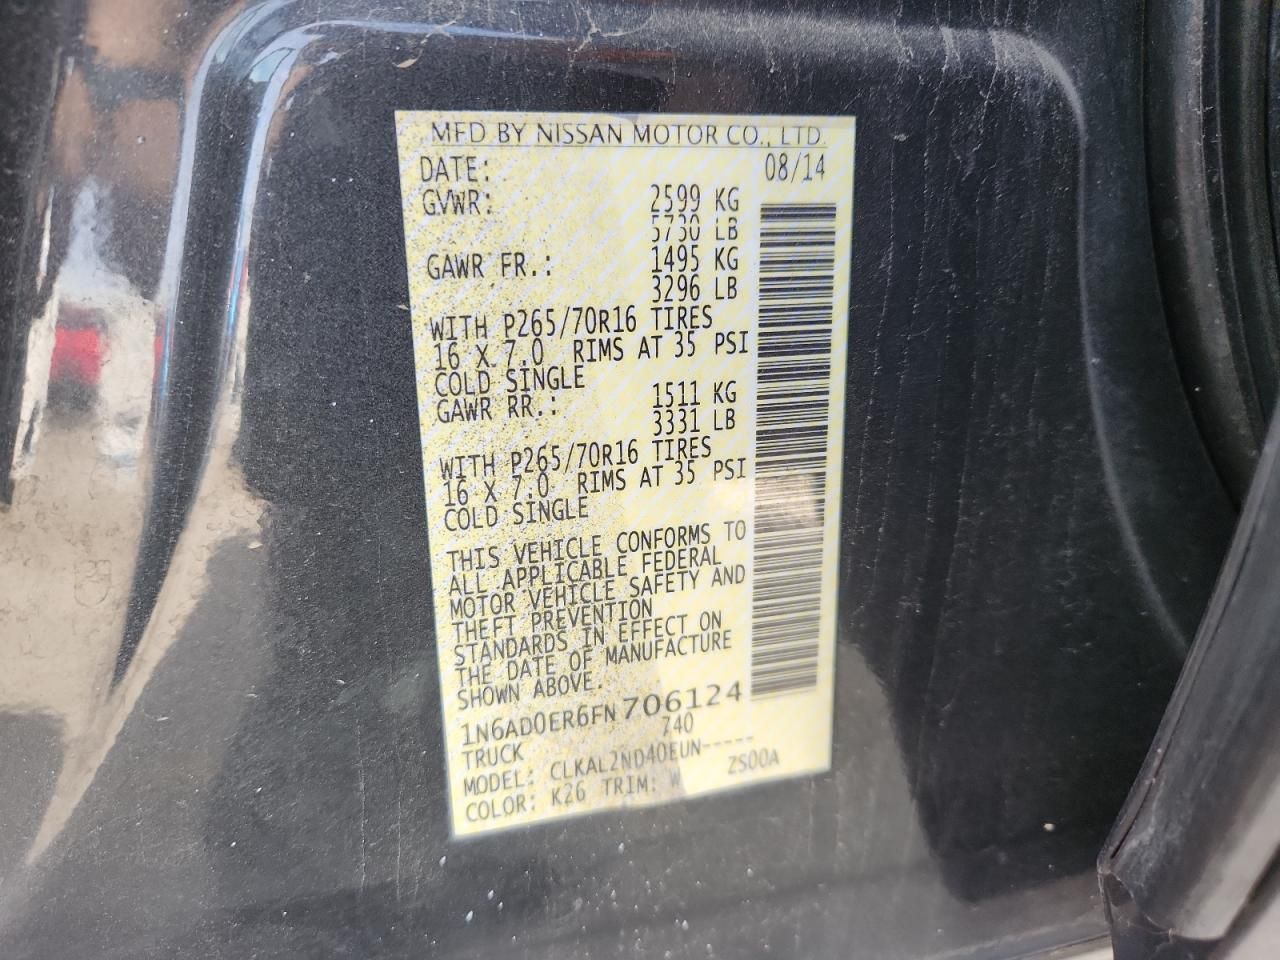 MFD BY NISSAN MOTOR CO., LTD.
DATE: 08/14
GVWR: 2599 KG
5730 LB
GAWR FR.: 1495 KG
3296 LB
WITH P265/70R16 TIRES
16 X 7.0 RIMS AT 35 PSI
COLD SINGLE
GAWR RR.: 1511 KG
3331 LB
WITH P265/70R16 TIRES
16 X 7.0 RIMS AT 35 PSI
COLD SINGLE
THIS VEHICLE CONFORMS TO
ALL APPLICABLE FEDERAL
MOTOR VEHICLE SAFETY AND
THEFT PREVENTION
STANDARDS IN EFFECT ON
THE DATE OF MANUFACTURE
SHOWN ABOVE.
1N6AD0ER6FN706124
TRUCK 740
MODEL: CLKAL2ND40EUN-----
COLOR: K26 TRIM: W ZS00A